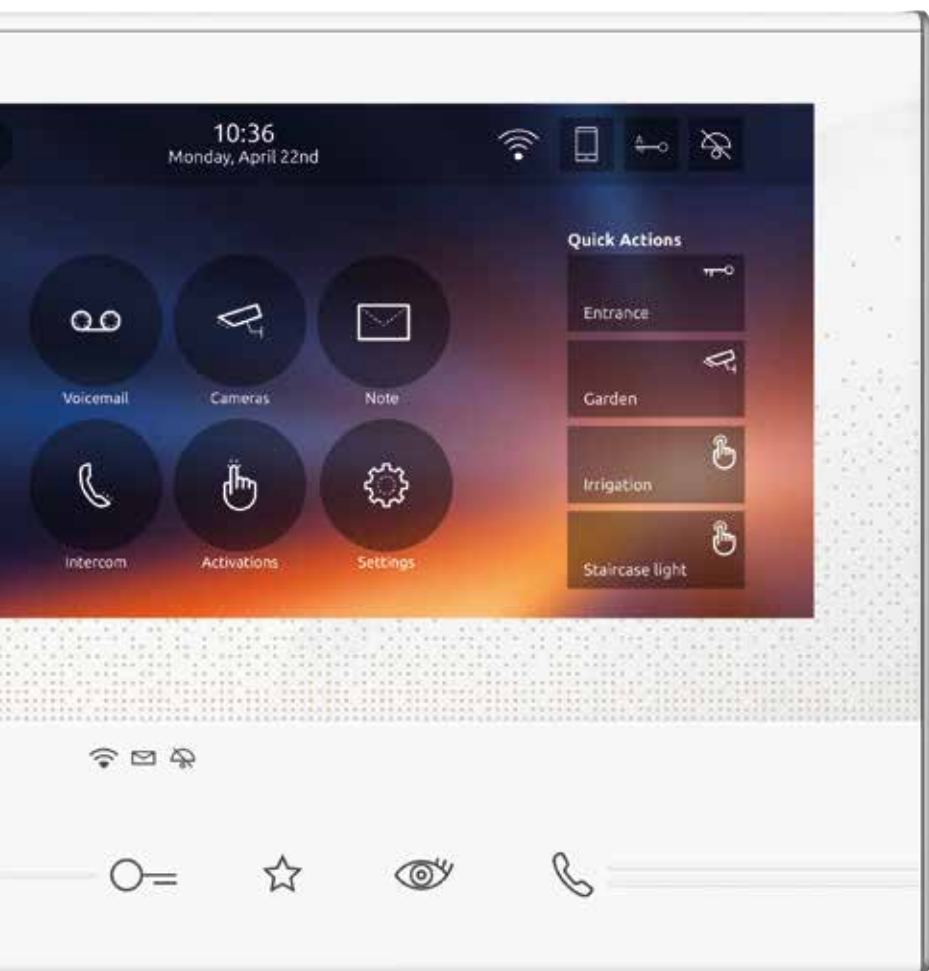 10:36
Monday, April 22nd
Quick Actions
Entrance
Garden
Irrigation
Staircase light
Voicemail
Cameras
Note
Intercom
Activations
Settings
A